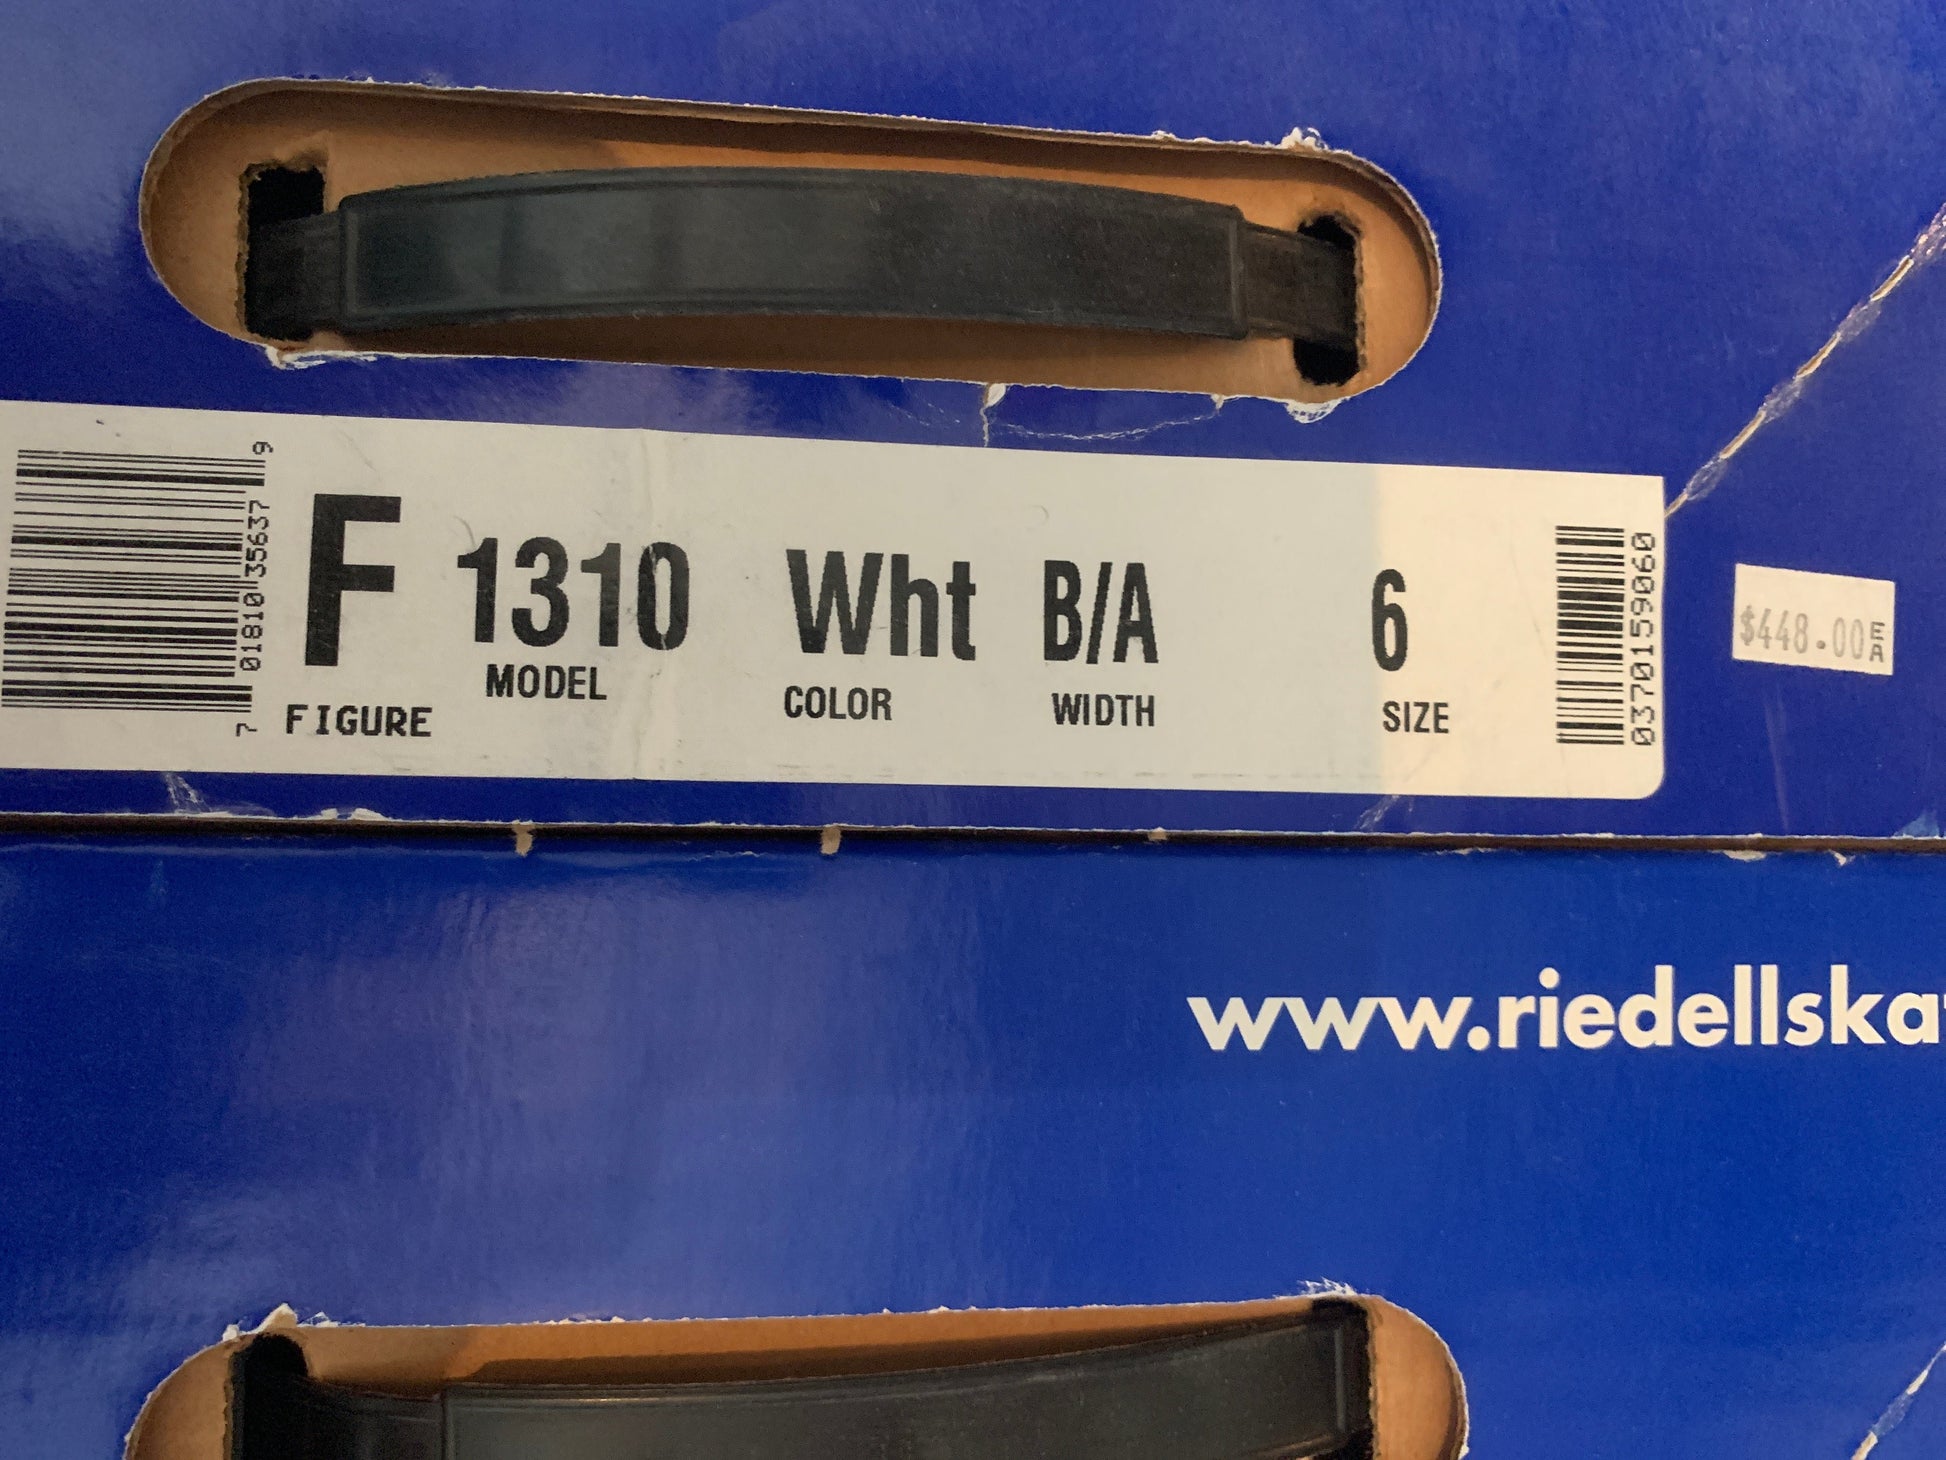 F 1310 Wht B/A 6
FIGURE MODEL COLOR WIDTH SIZE
7 01810 35637 9
0370159060
$448.00 EA
www.riedellska